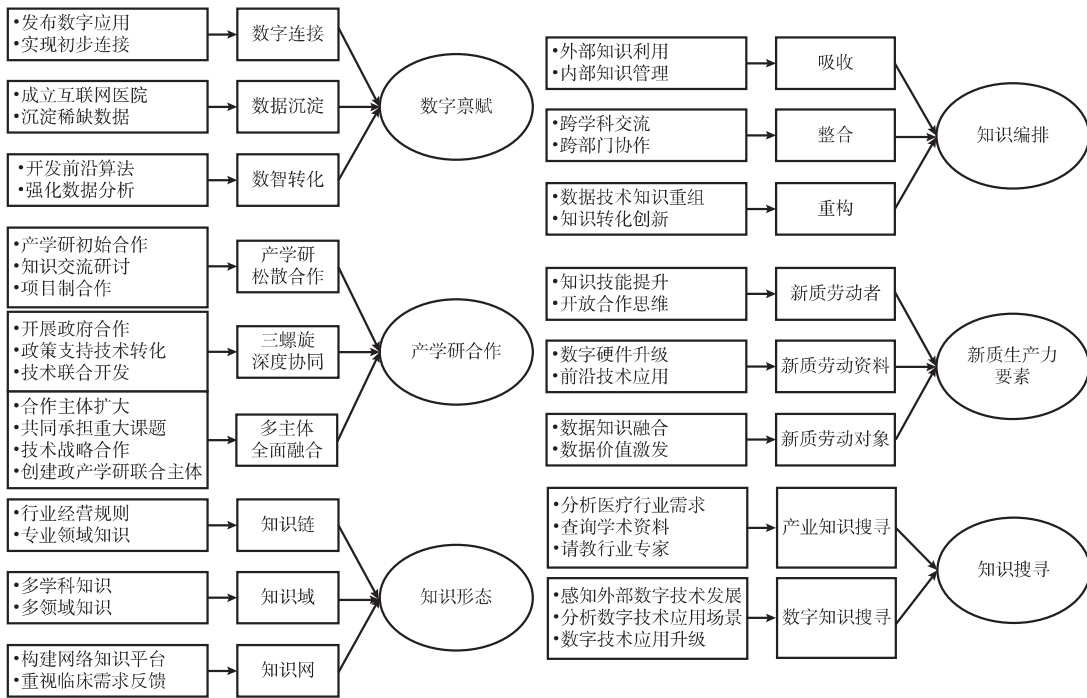 •发布数字应用
•实现初步连接
数字连接
•成立互联网医院
•沉淀稀缺数据
数据沉淀
•开发前沿算法
•强化数据分析
数智转化
数字禀赋
•产学研初始合作
•知识交流研讨
•项目制合作
产学研
松散合作
•开展政府合作
•政策支持技术转化
•技术联合开发
三螺旋
深度协同
•合作主体扩大
•共同承担重大课题
•技术战略合作
•创建政产学研联合主体
多主体
全面融合
产学研合作
•行业经营规则
•专业领域知识
知识链
•多学科知识
•多领域知识
知识域
•构建网络知识平台
•重视临床需求反馈
知识网
知识形态
•外部知识利用
•内部知识管理
吸收
•跨学科交流
•跨部门协作
整合
•数据技术知识重组
•知识转化创新
重构
知识编排
•知识技能提升
•开放合作思维
新质劳动者
•数字硬件升级
•前沿技术应用
新质劳动资料
•数据知识融合
•数据价值激发
新质劳动对象
新质生产力
要素
•分析医疗行业需求
•查询学术资料
•请教行业专家
产业知识搜寻
•感知外部数字技术发展
•分析数字技术应用场景
•数字技术应用升级
数字知识搜寻
知识搜寻